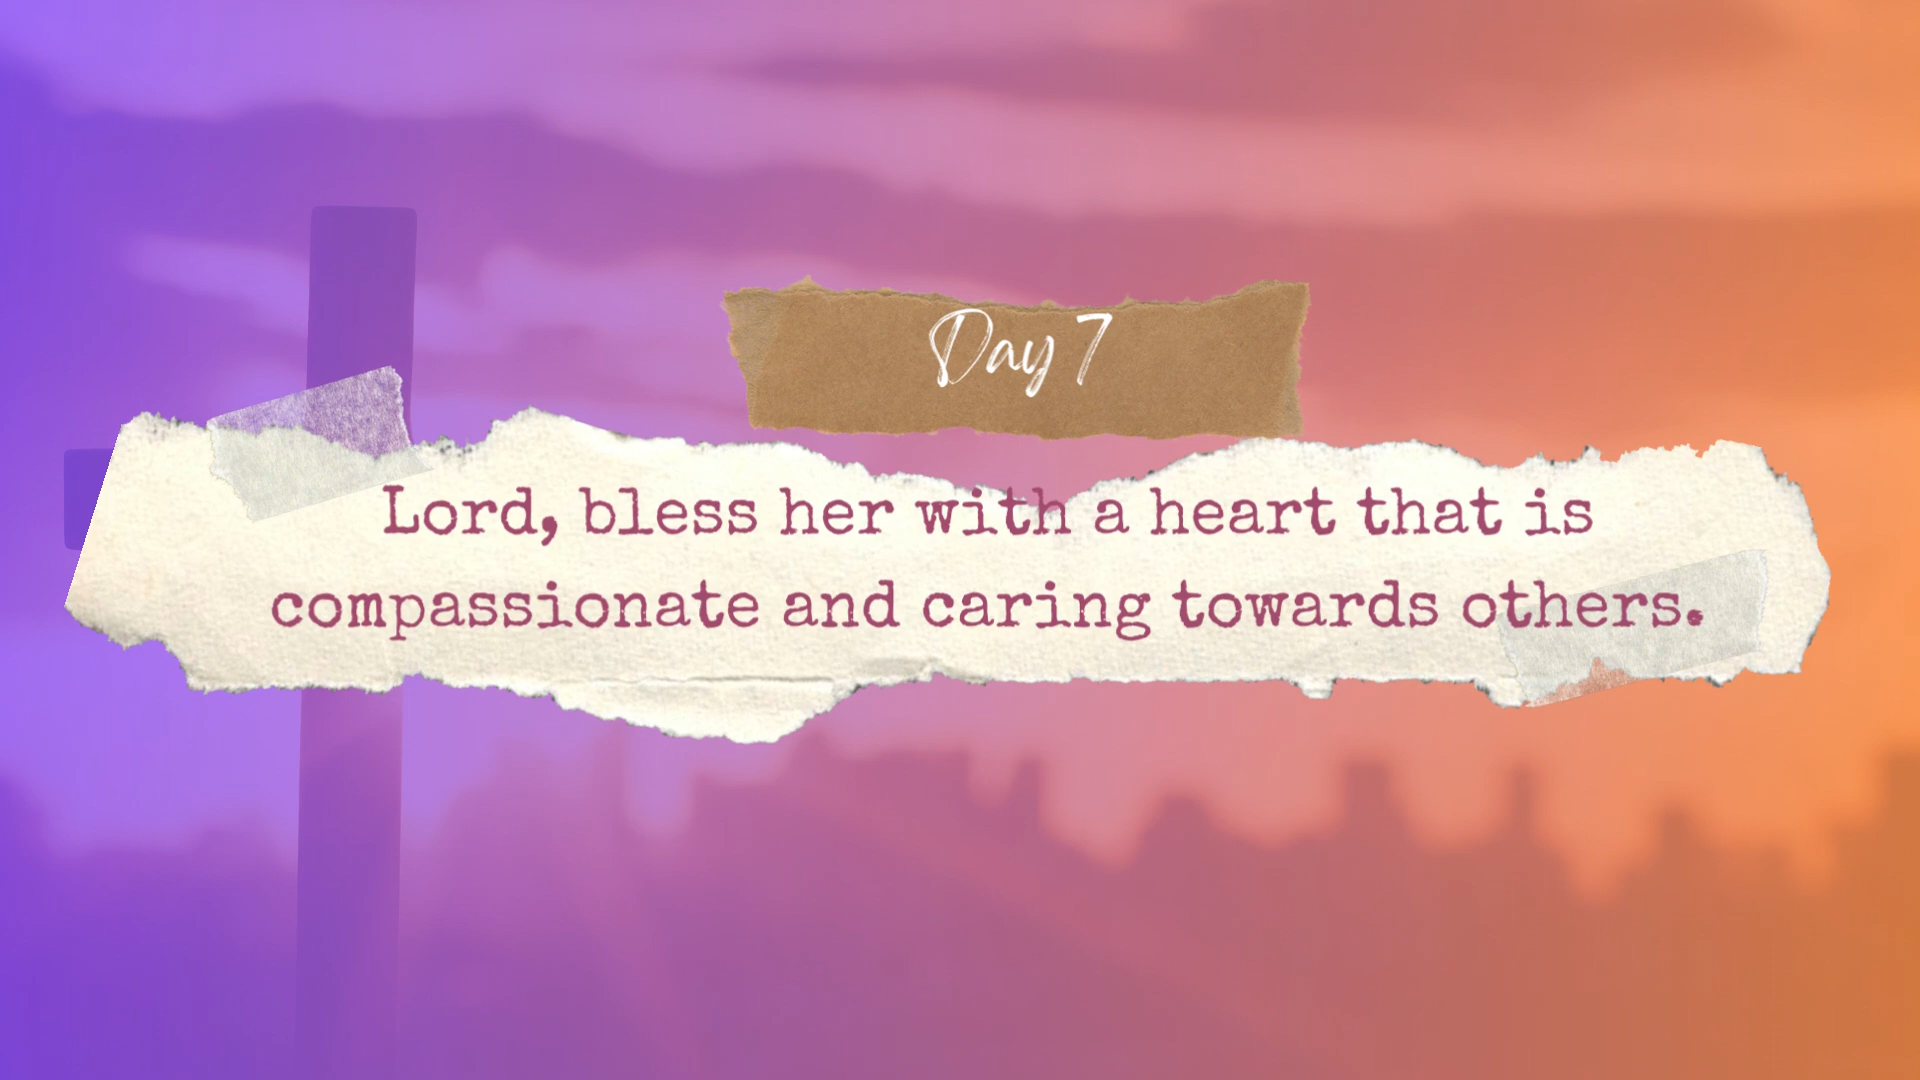 Day 7
Lord, bless her with a heart that is
compassionate and caring towards others.